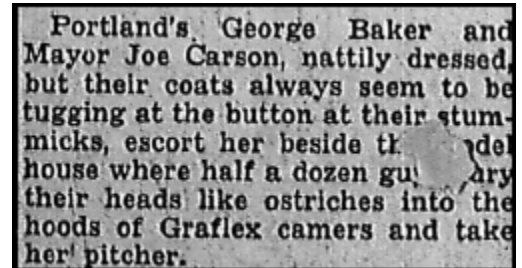 Portland's George Baker and
Mayor Joe Carson, nattily dressed,
but their coats always seem to be
tugging at the button at their stum-
micks, escort her beside
house where half a dozen
their heads like ostriches into the
hoods of Graflex camers and take
her' pitcher.